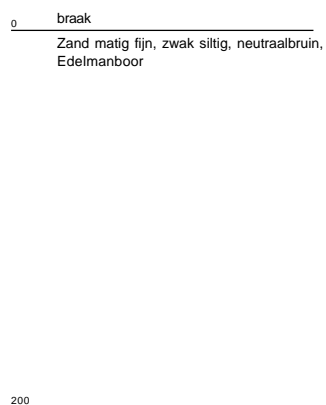 0 braak
Zand matig fijn, zwak siltig, neutraalbruin,
Edelmanboor
200